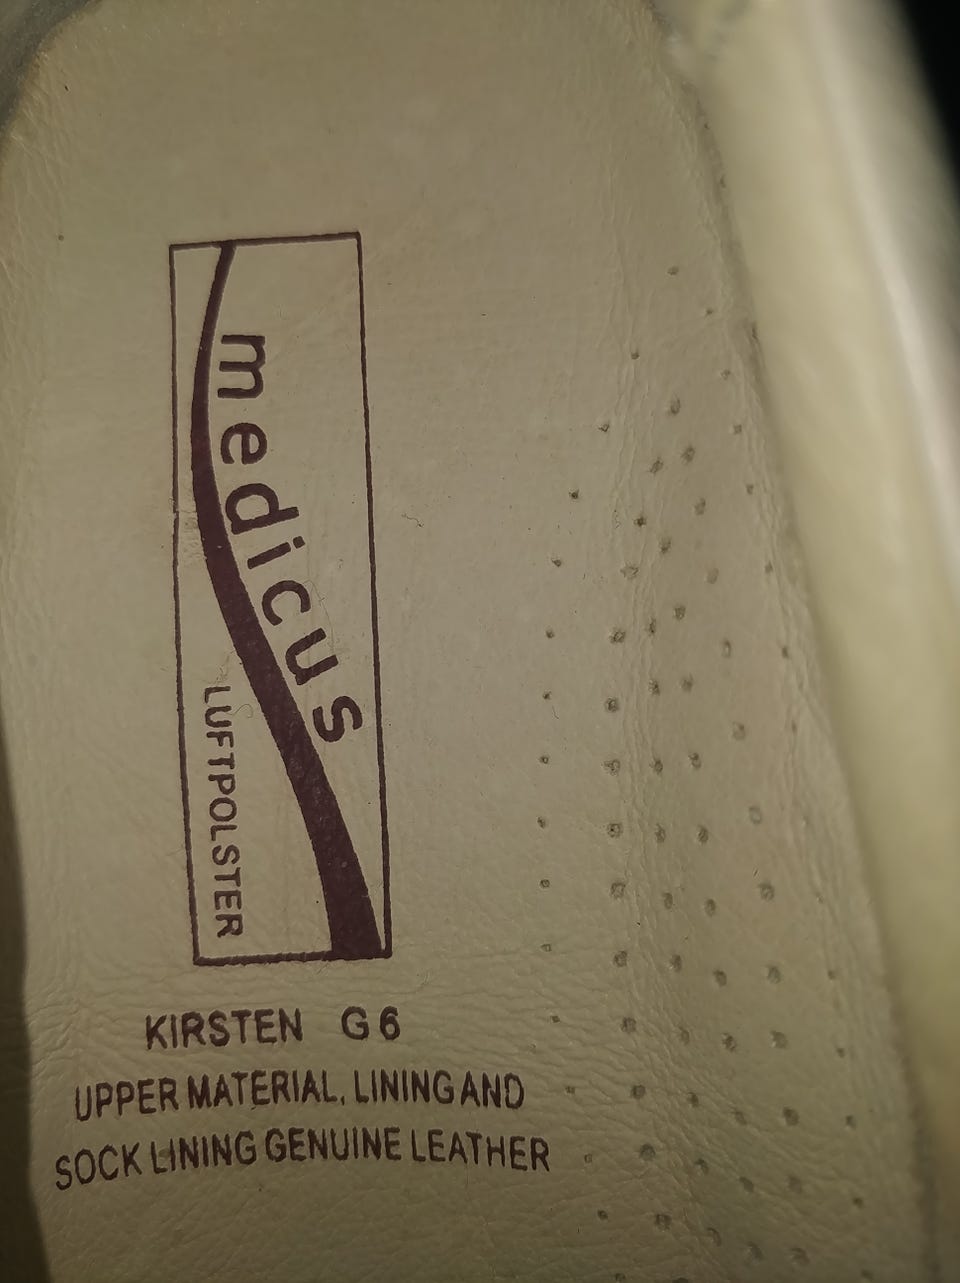 medicus
LUFTPOLSTER
KIRSTEN G6
UPPER MATERIAL, LINING AND
SOCK LINING GENUINE LEATHER